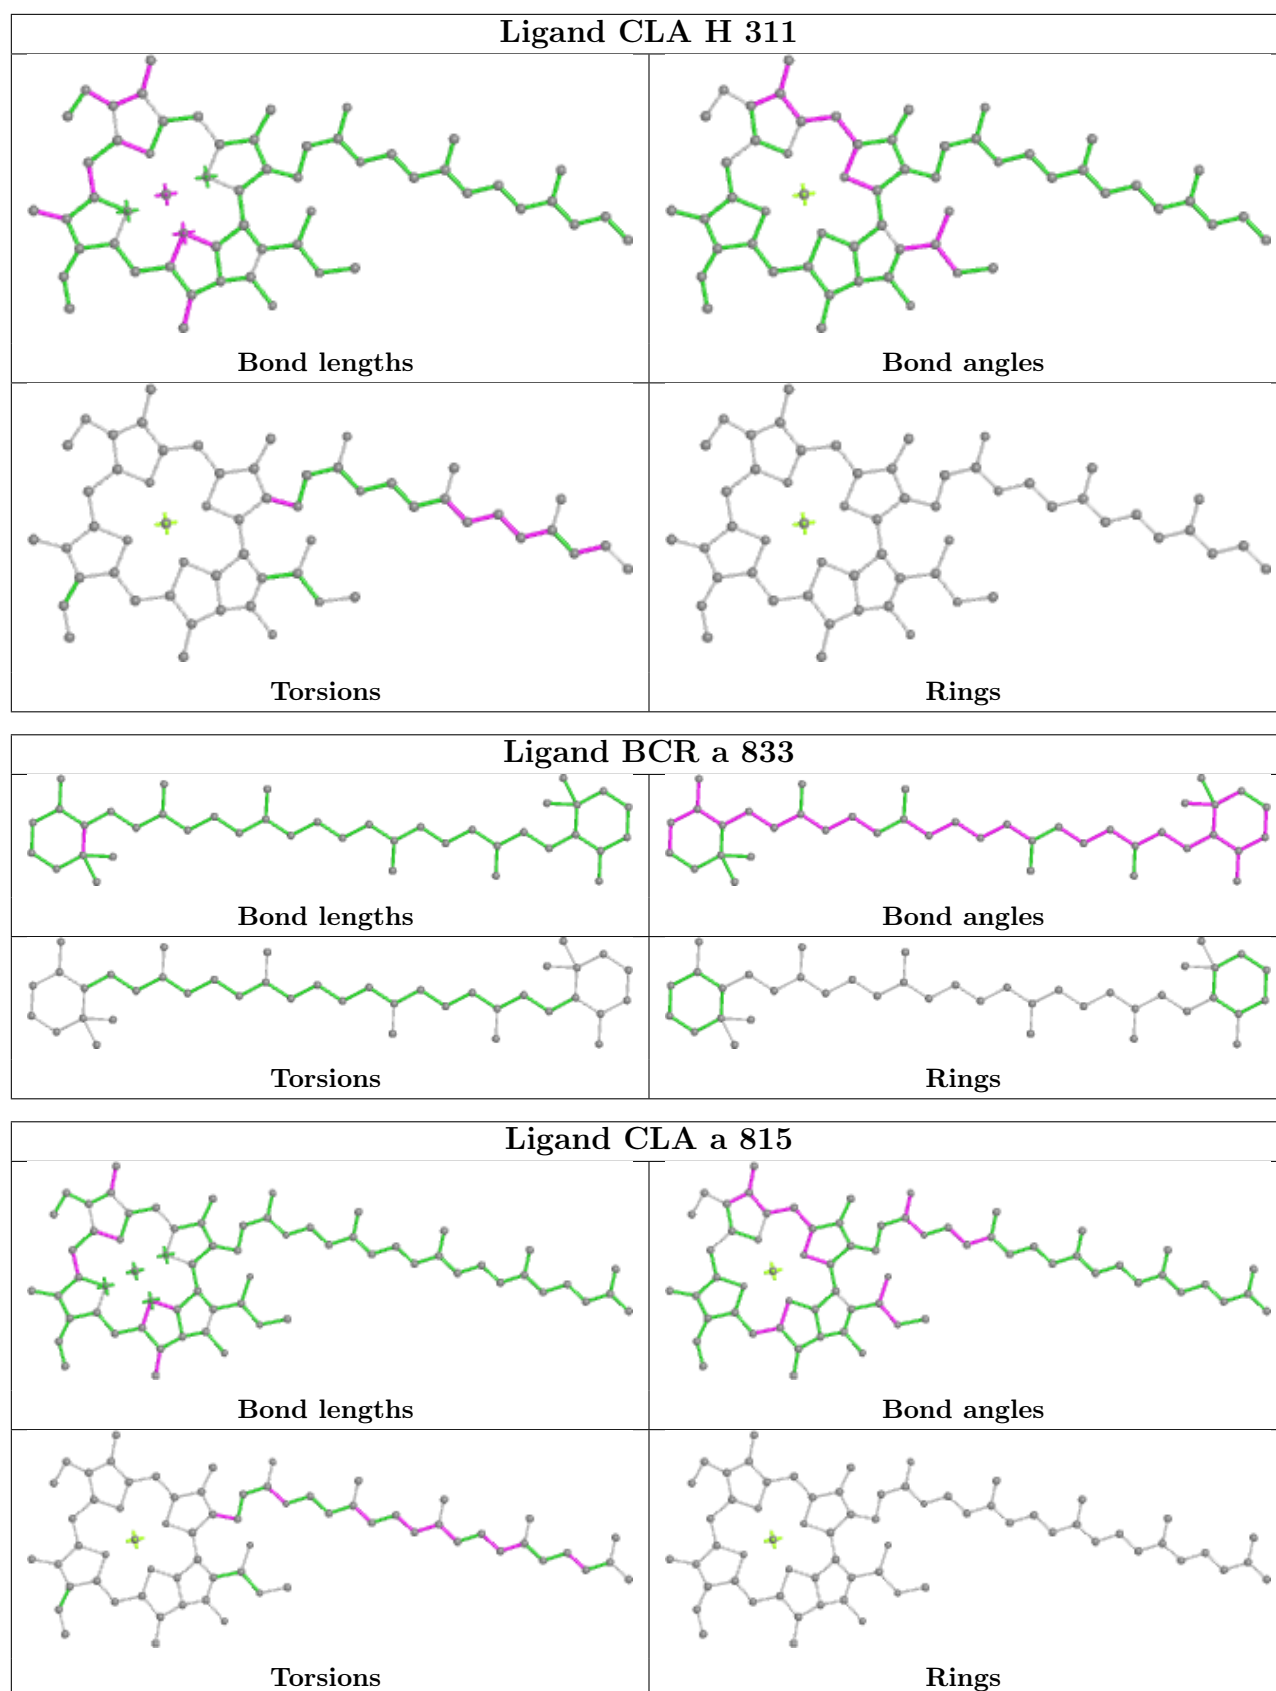 Ligand CLA H 311
Bond lengths
Bond angles
Torsions
Rings
Ligand BCR a 833
Bond lengths
Bond angles
Torsions
Rings
Ligand CLA a 815
Bond lengths
Bond angles
Torsions
Rings